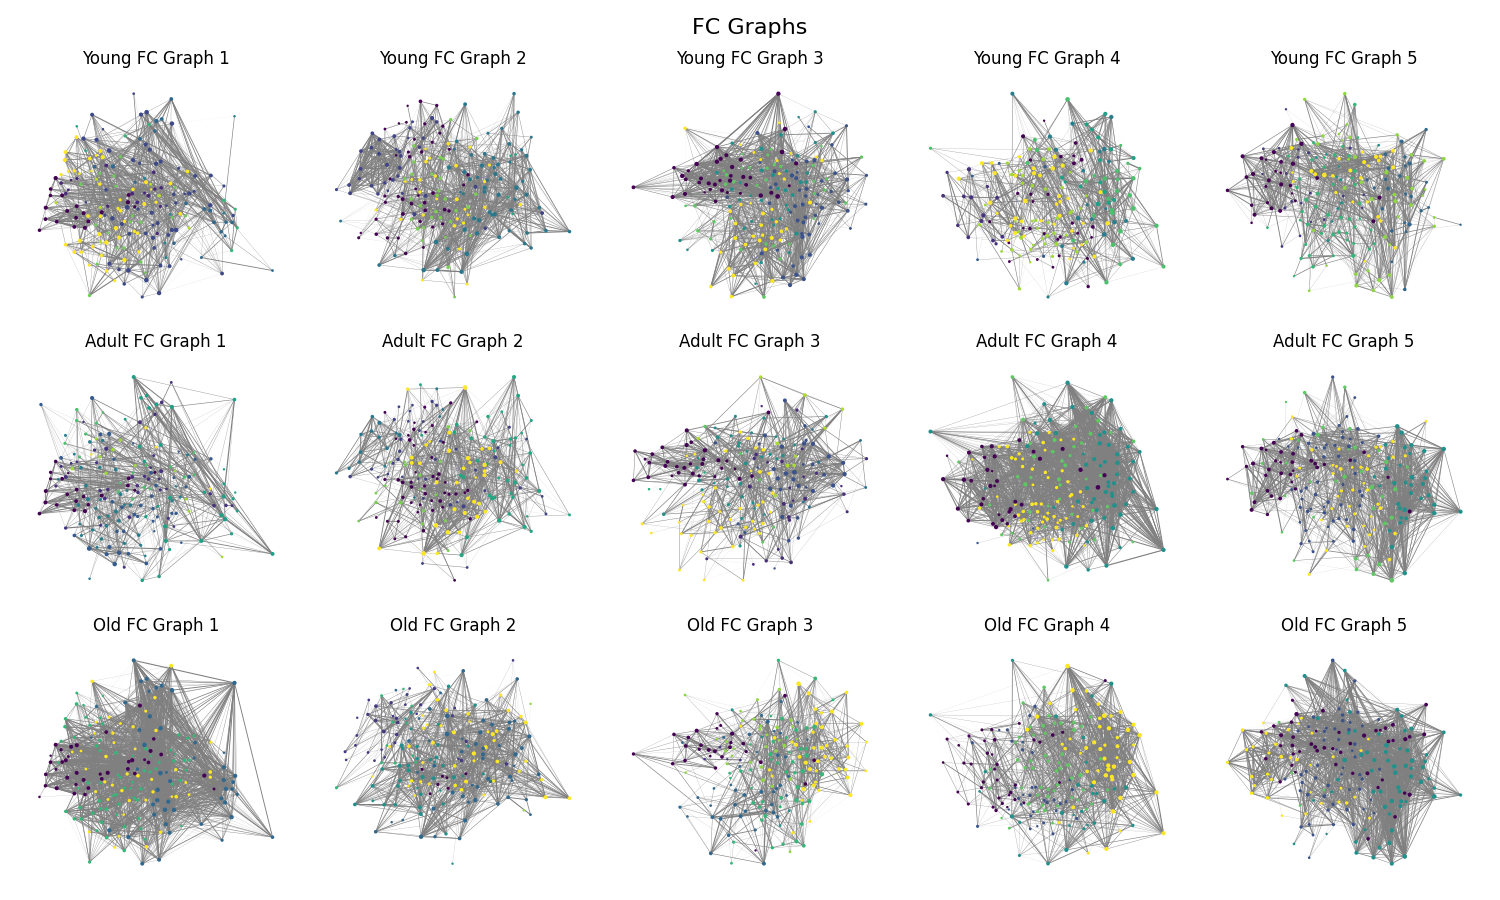 FC Graphs
Young FC Graph 1
Young FC Graph 2
Young FC Graph 3
Young FC Graph 4
Young FC Graph 5
Adult FC Graph 1
Adult FC Graph 2
Adult FC Graph 3
Adult FC Graph 4
Adult FC Graph 5
Old FC Graph 1
Old FC Graph 2
Old FC Graph 3
Old FC Graph 4
Old FC Graph 5